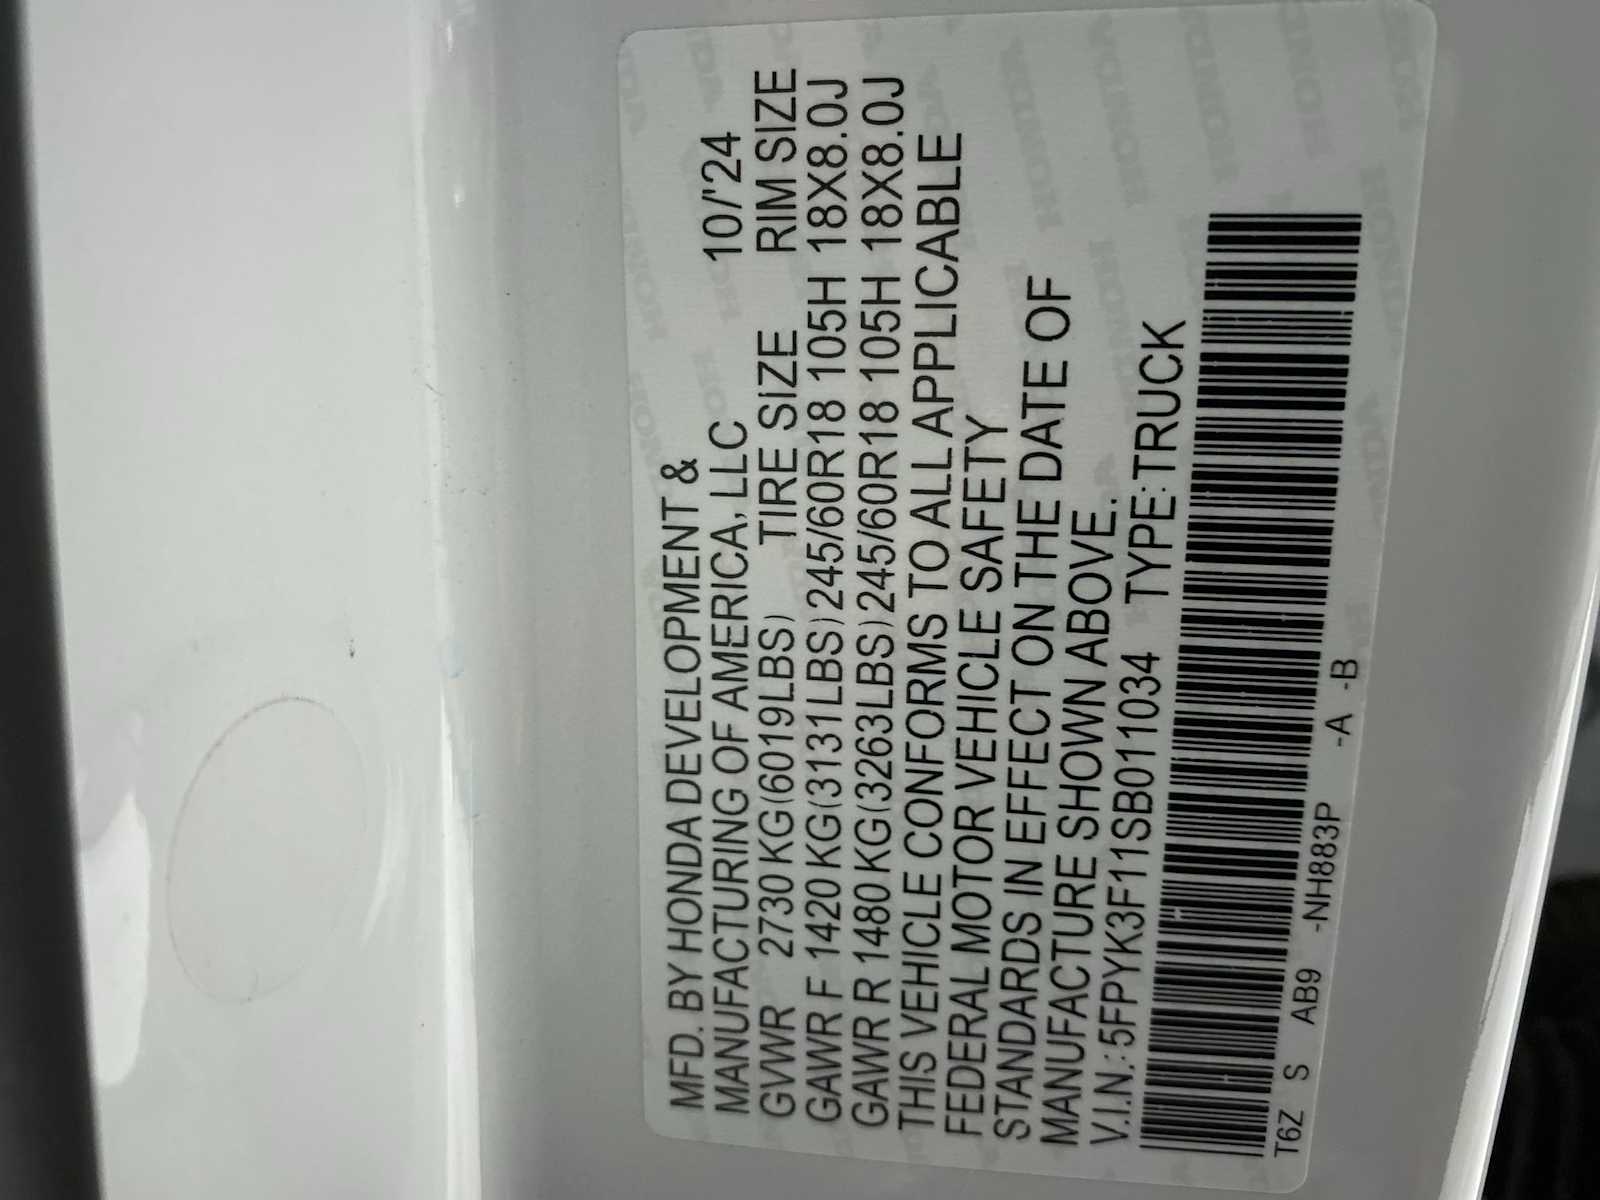 MFD. BY HONDA DEVELOPMENT &
MANUFACTURING OF AMERICA, LLC 10/'24
GVWR 2730 KG(6019LBS) TIRE SIZE RIM SIZE
GAWR F 1420 KG(3131LBS) 245/60R18 105H 18X8.0J
GAWR R 1480 KG(3263LBS) 245/60R18 105H 18X8.0J
THIS VEHICLE CONFORMS TO ALL APPLICABLE
FEDERAL MOTOR VEHICLE SAFETY
STANDARDS IN EFFECT ON THE DATE OF
MANUFACTURE SHOWN ABOVE.
V.I.N.:5FPYK3F11SB011034 TYPE:TRUCK
T6Z S AB9 -NH883P -A -B